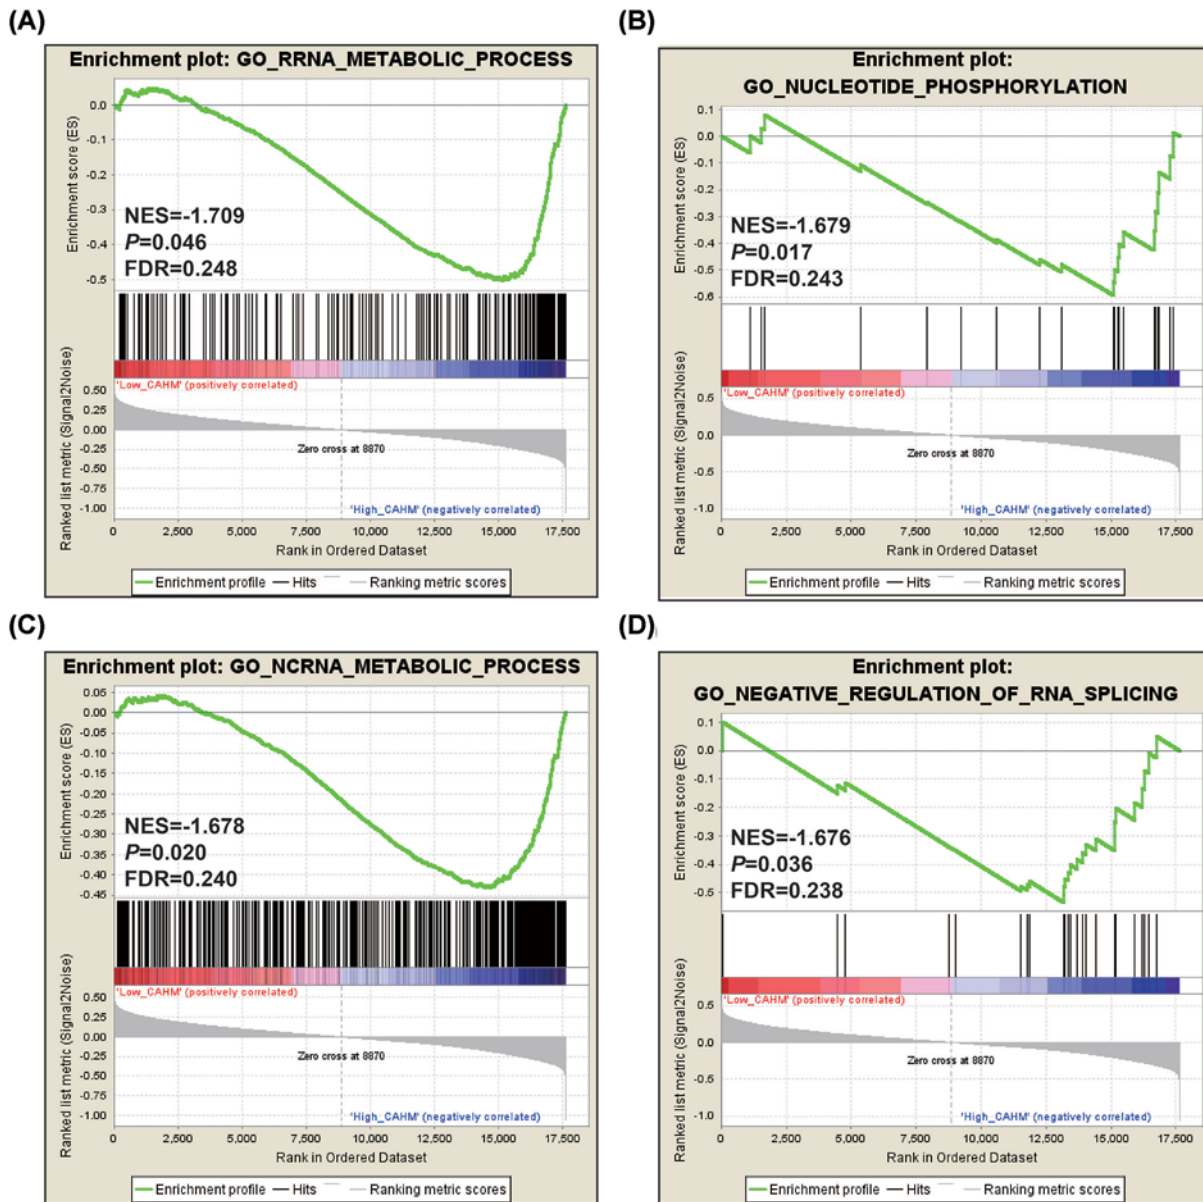 (A)
Enrichment plot: GO_RRNA_METABOLIC_PROCESS
Enrichment score (ES)
0.0
-0.1
-0.2
-0.3
-0.4
-0.5
NES=-1.709
P=0.046
FDR=0.248
'Low_CAHM' (positively correlated)
Ranked list metric (Signal2Noise)
0.50
0.25
0.00
-0.25
-0.50
-0.75
-1.00
Zero cross at 8870
'High_CAHM' (negatively correlated)
0 2,500 5,000 7,500 10,000 12,500 15,000 17,500
Rank in Ordered Dataset
Enrichment profile Hits Ranking metric scores
(B)
Enrichment plot:
GO_NUCLEOTIDE_PHOSPHORYLATION
Enrichment score (ES)
0.1
0.0
-0.1
-0.2
-0.3
-0.4
-0.5
-0.6
NES=-1.679
P=0.017
FDR=0.243
'Low_CAHM' (positively correlated)
Ranked list metric (Signal2Noise)
0.5
0.0
-0.5
-1.0
Zero cross at 8870
'High_CAHM' (negatively correlated)
0 2,500 5,000 7,500 10,000 12,500 15,000 17,500
Rank in Ordered Dataset
Enrichment profile Hits Ranking metric scores
(C)
Enrichment plot: GO_NCRNA_METABOLIC_PROCESS
Enrichment score (ES)
0.05
0.00
-0.05
-0.10
-0.15
-0.20
-0.25
-0.30
-0.35
-0.40
-0.45
NES=-1.678
P=0.020
FDR=0.240
'Low_CAHM' (positively correlated)
Ranked list metric (Signal2Noise)
0.50
0.25
0.00
-0.25
-0.50
-0.75
-1.00
Zero cross at 8870
'High_CAHM' (negatively correlated)
0 2,500 5,000 7,500 10,000 12,500 15,000 17,500
Rank in Ordered Dataset
Enrichment profile Hits Ranking metric scores
(D)
Enrichment plot:
GO_NEGATIVE_REGULATION_OF_RNA_SPLICING
Enrichment score (ES)
0.1
0.0
-0.1
-0.2
-0.3
-0.4
-0.5
NES=-1.676
P=0.036
FDR=0.238
'Low_CAHM' (positively correlated)
Ranked list metric (Signal2Noise)
0.5
0.0
-0.5
-1.0
Zero cross at 8870
'High_CAHM' (negatively correlated)
0 2,500 5,000 7,500 10,000 12,500 15,000 17,500
Rank in Ordered Dataset
Enrichment profile Hits Ranking metric scores